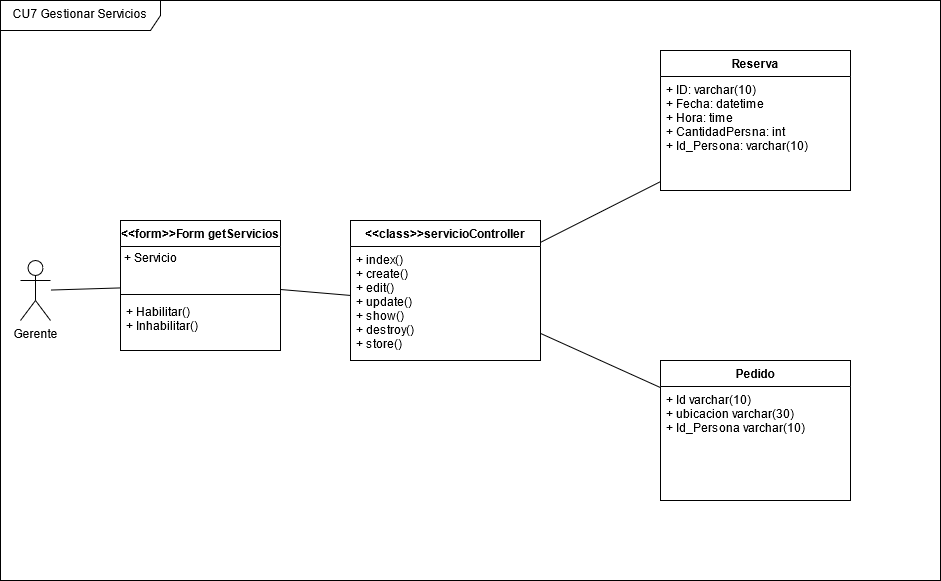 CU7 Gestionar Servicios
Gerente
<<form>>Form getServicios
+ Servicio
+ Habilitar()
+ Inhabilitar()
<<class>>servicioController
+ index()
+ create()
+ edit()
+ update()
+ show()
+ destroy()
+ store()
Reserva
+ ID: varchar(10)
+ Fecha: datetime
+ Hora: time
+ CantidadPersna: int
+ Id_Persona: varchar(10)
Pedido
+ Id varchar(10)
+ ubicacion varchar(30)
+ Id_Persona varchar(10)